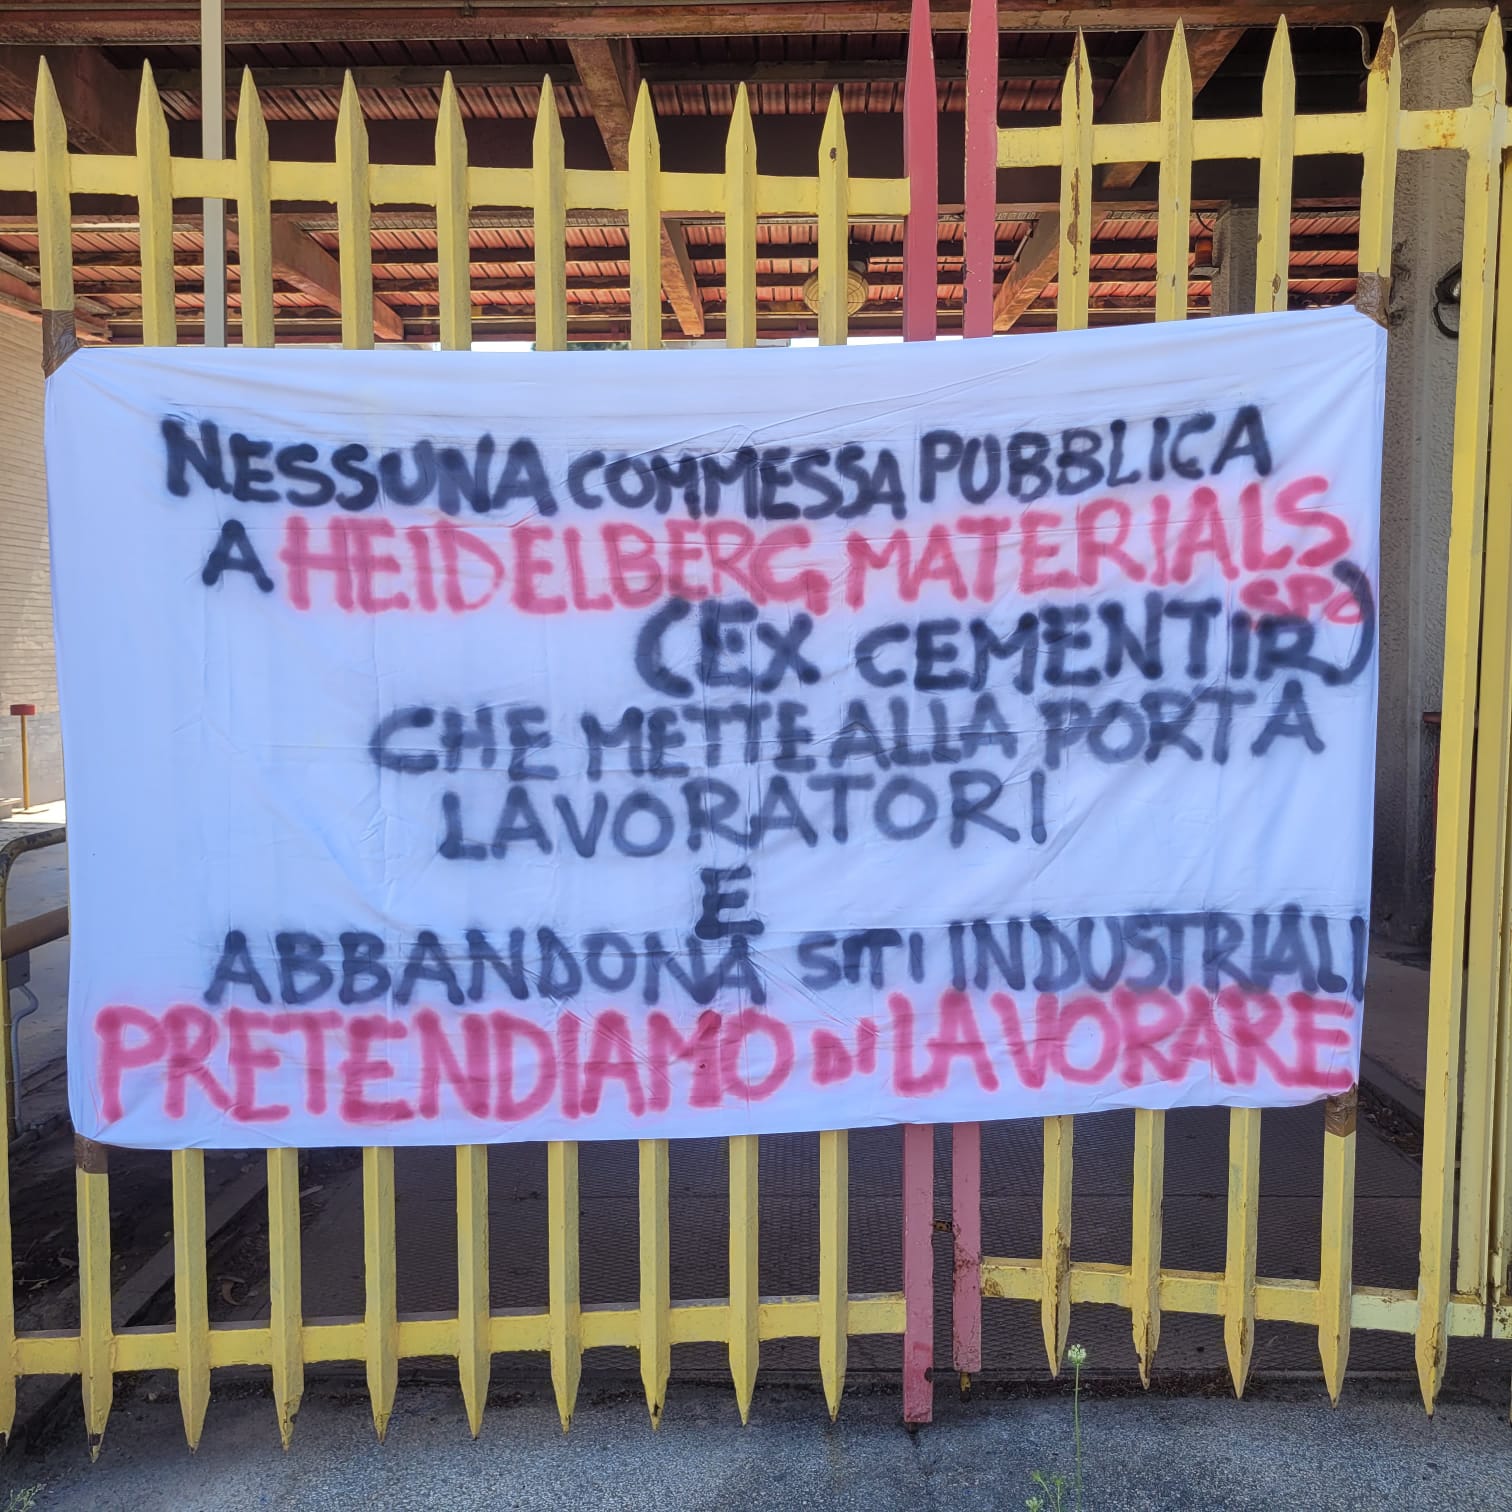 NESSUNA COMMESSA PUBBLICA
A HEIDELBERG MATERIALS
SPA
(EX CEMENTIR)
CHE METTE ALLA PORTA
LAVORATORI
E
ABBANDONA SITI INDUSTRIALI
PRETENDIAMO DI LAVORARE